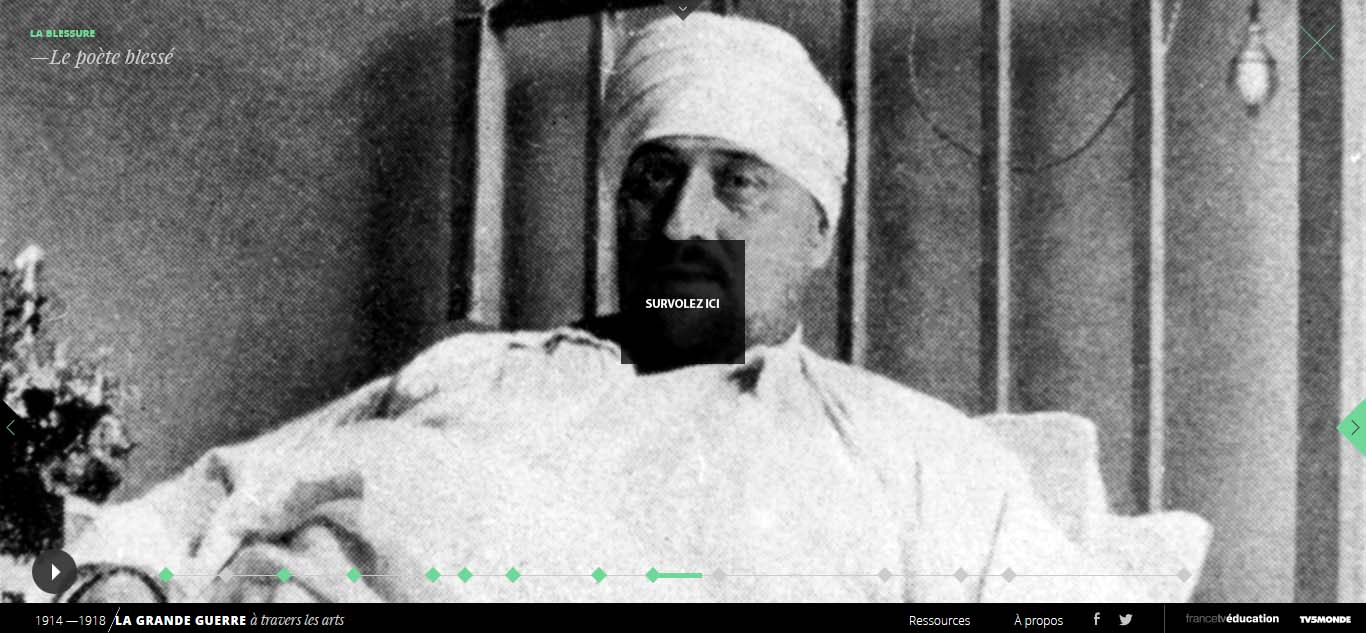 LA BLESSURE
—Le poète blessé
SURVOLEZ ICI
1914 —1918 / LA GRANDE GUERRE à travers les arts
Ressources
À propos
francetvéducation
TV5MONDE